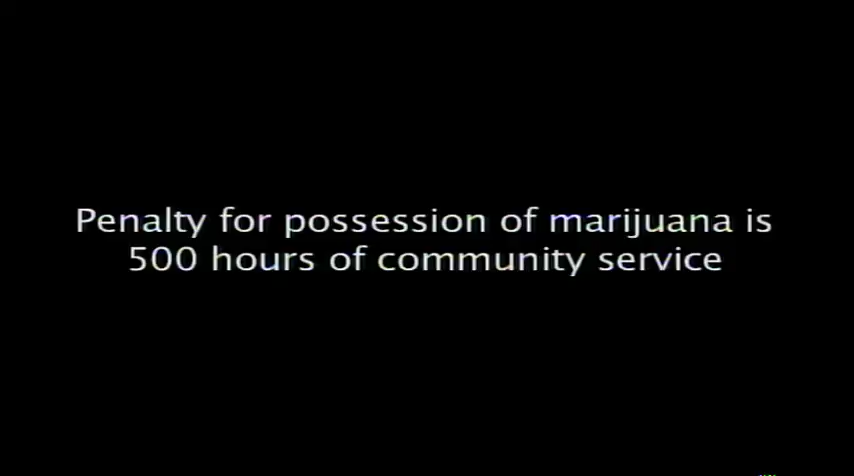 Penalty for possession of marijuana is
500 hours of community service